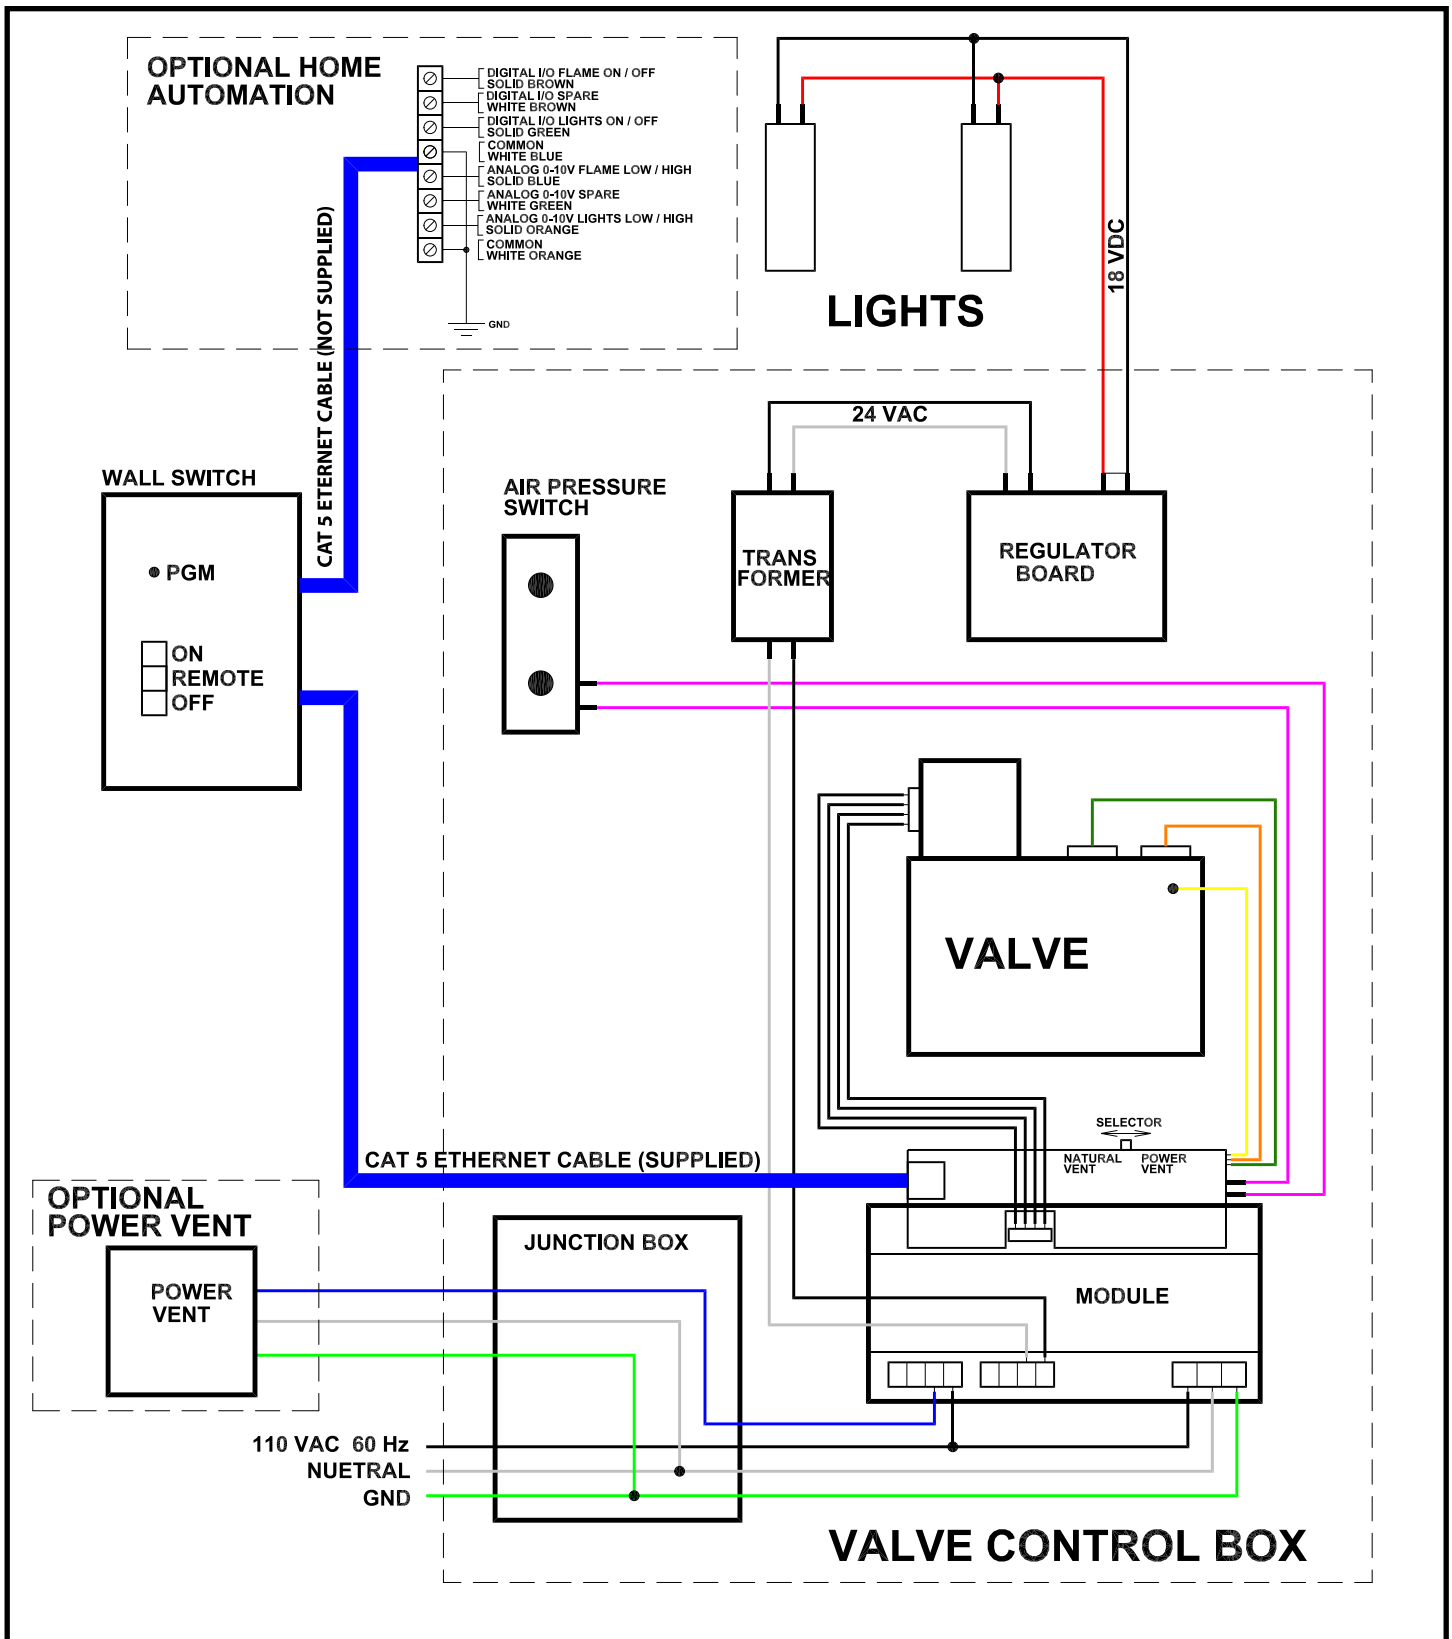 OPTIONAL HOME
AUTOMATION
DIGITAL I/O FLAME ON / OFF
SOLID BROWN
DIGITAL I/O SPARE
WHITE BROWN
DIGITAL I/O LIGHTS ON / OFF
SOLID GREEN
COMMON
WHITE BLUE
ANALOG 0-10V FLAME LOW / HIGH
SOLID BLUE
ANALOG 0-10V SPARE
WHITE GREEN
ANALOG 0-10V LIGHTS LOW / HIGH
SOLID ORANGE
COMMON
WHITE ORANGE
GND
LIGHTS
18 VDC
CAT 5 ETERNET CABLE (NOT SUPPLIED)
24 VAC
WALL SWITCH
PGM
ON
REMOTE
OFF
AIR PRESSURE
SWITCH
TRANS
FORMER
REGULATOR
BOARD
VALVE
SELECTOR
NATURAL
VENT
POWER
VENT
CAT 5 ETHERNET CABLE (SUPPLIED)
OPTIONAL
POWER VENT
POWER
VENT
JUNCTION BOX
MODULE
110 VAC 60 Hz
NUETRAL
GND
VALVE CONTROL BOX